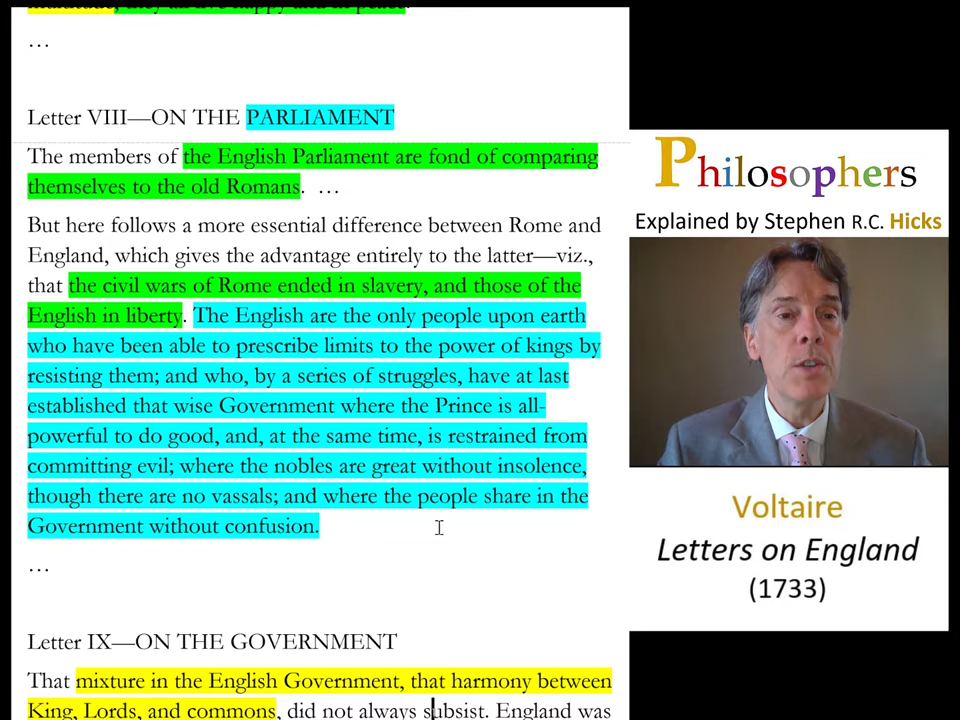 …
Letter VIII—ON THE PARLIAMENT
The members of the English Parliament are fond of comparing
themselves to the old Romans. …
But here follows a more essential difference between Rome and
England, which gives the advantage entirely to the latter—viz.,
that the civil wars of Rome ended in slavery, and those of the
English in liberty. The English are the only people upon earth
who have been able to prescribe limits to the power of kings by
resisting them; and who, by a series of struggles, have at last
established that wise Government where the Prince is all-
powerful to do good, and, at the same time, is restrained from
committing evil; where the nobles are great without insolence,
though there are no vassals; and where the people share in the
Government without confusion.
…
Letter IX—ON THE GOVERNMENT
That mixture in the English Government, that harmony between
King, Lords, and commons, did not always subsist. England was
Philosophers
Explained by Stephen R.C. Hicks
Voltaire
Letters on England
(1733)